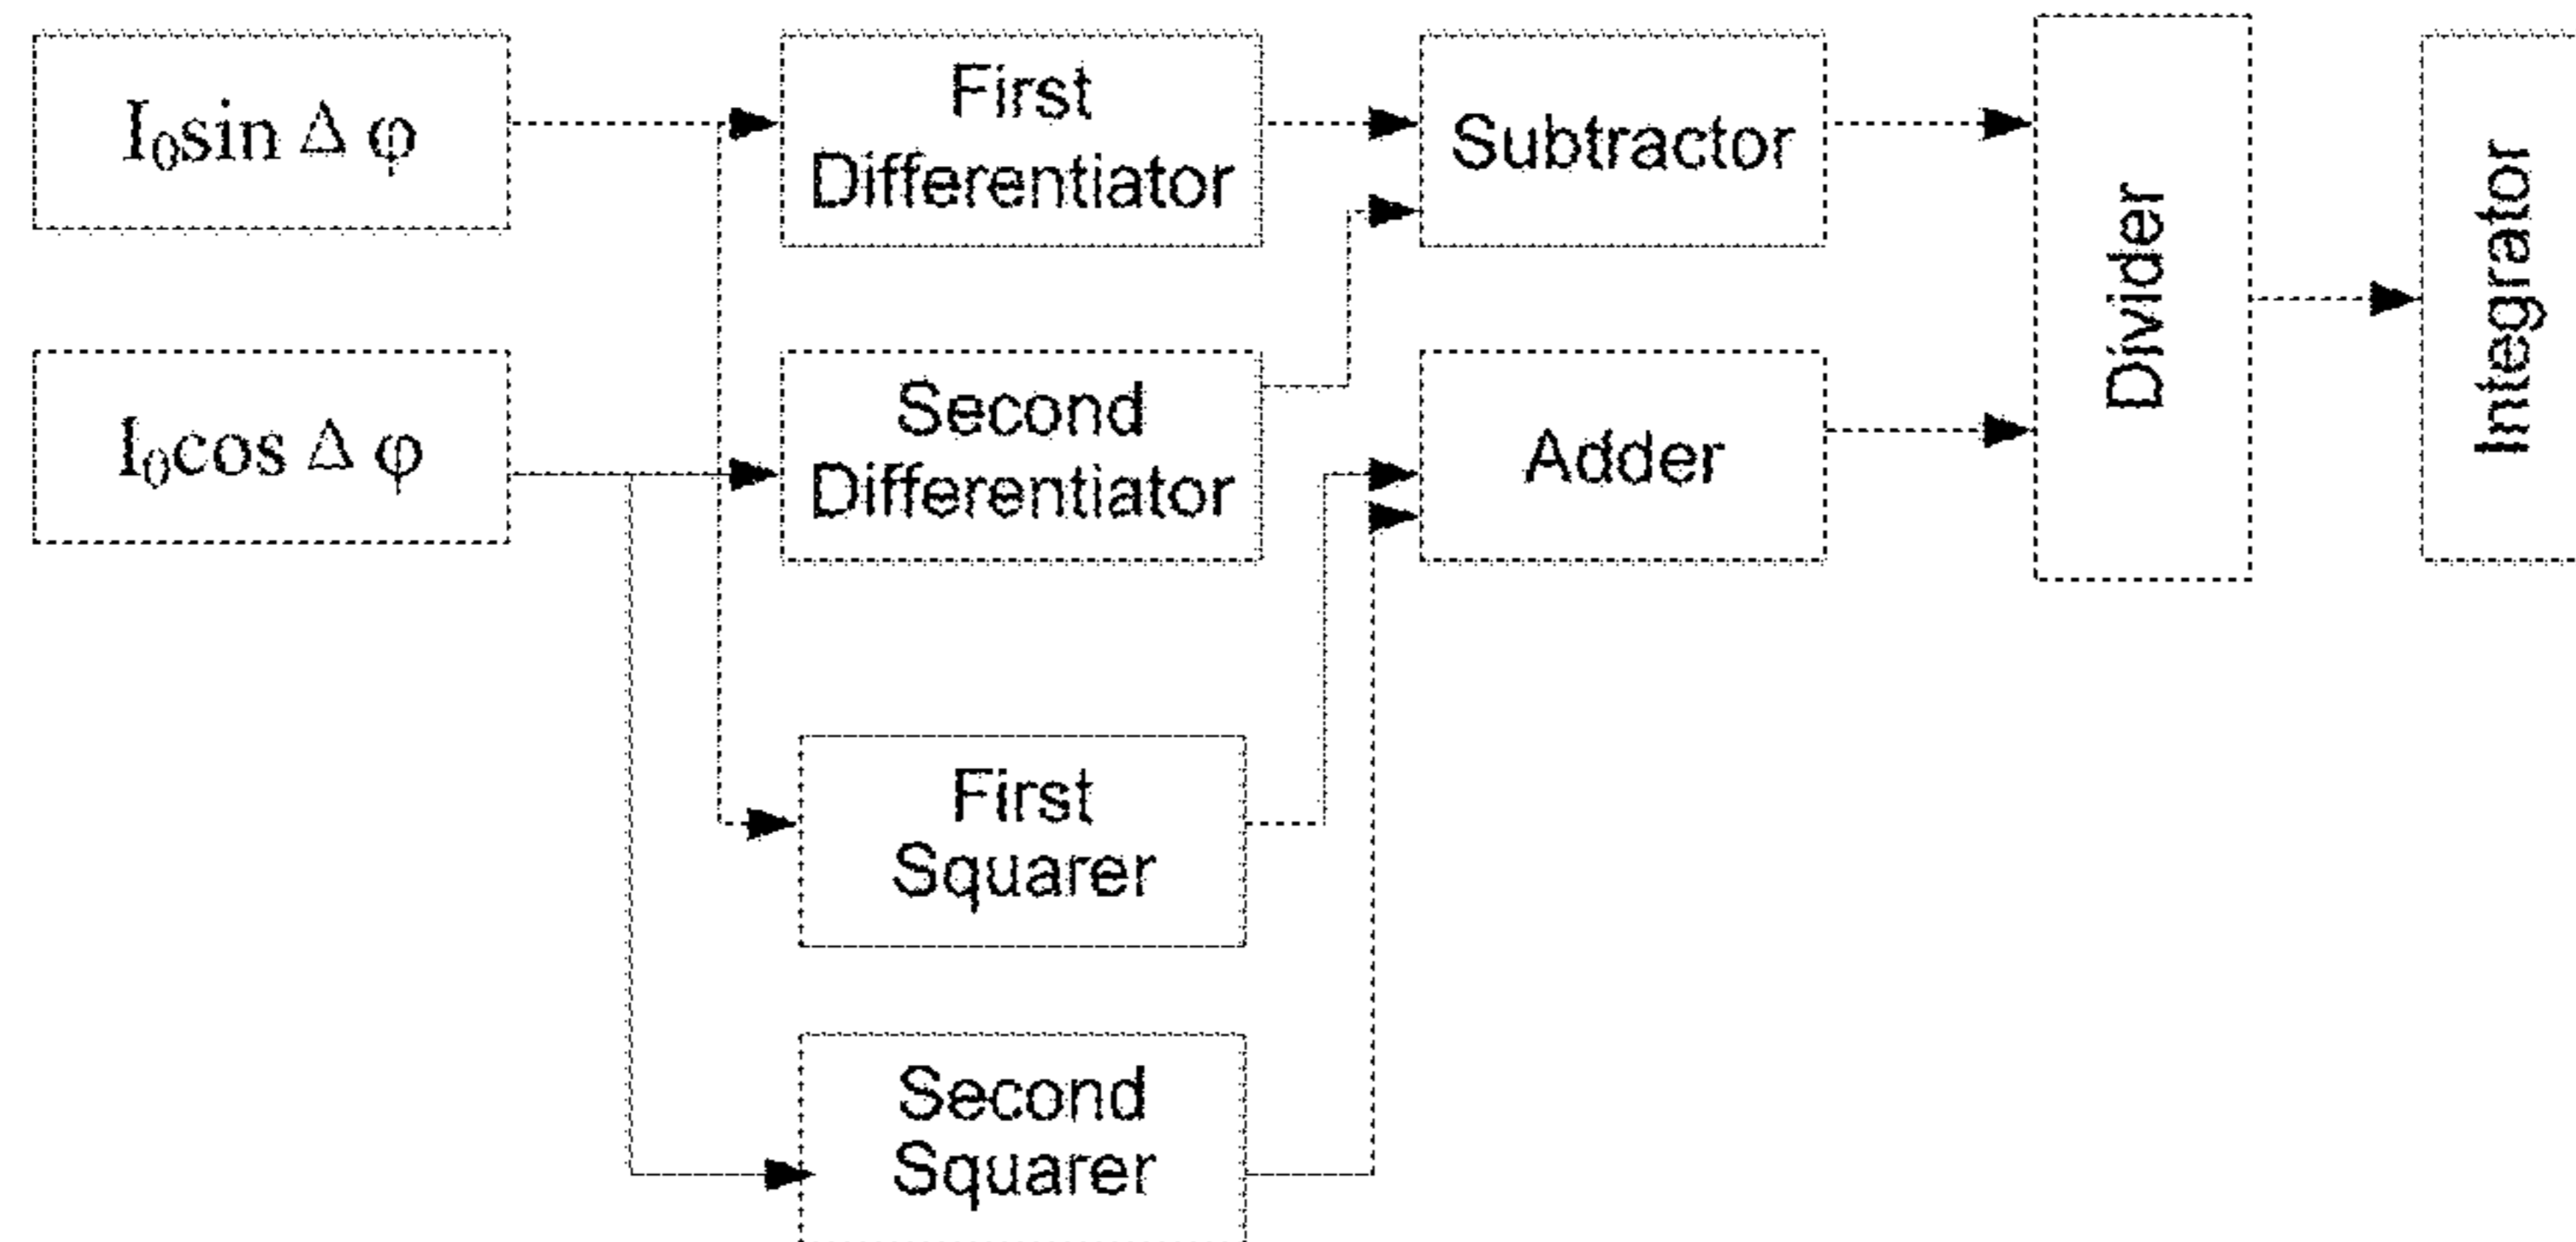 I₀sin Δ φ
First
Differentiator
Subtractor
Divider
Integrator
I₀cos Δ φ
Second
Differentiator
Adder
First
Squarer
Second
Squarer